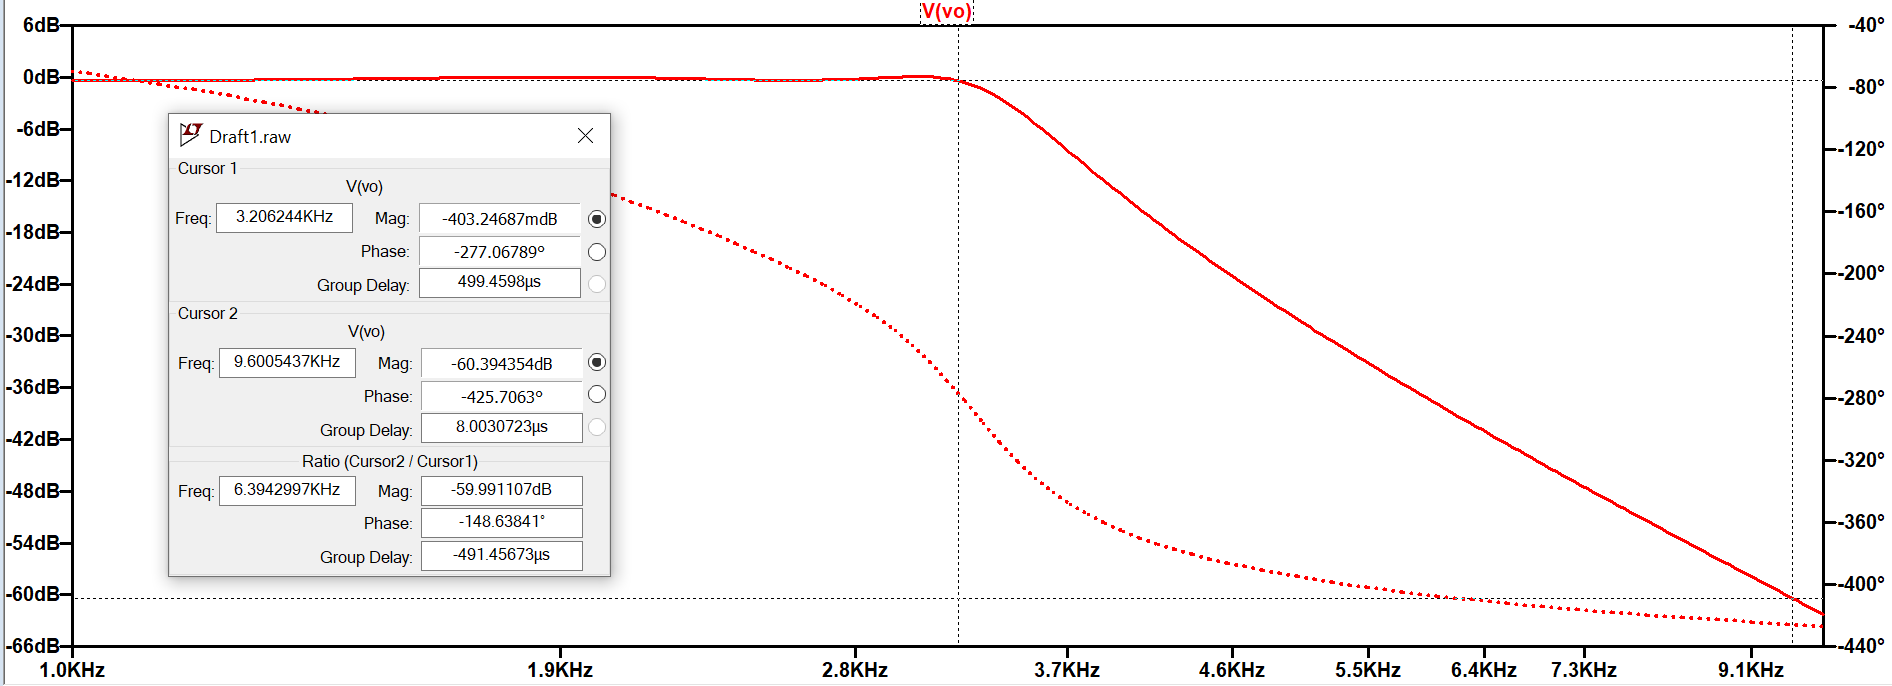 V(vo)
6dB
0dB
-6dB
-12dB
-18dB
-24dB
-30dB
-36dB
-42dB
-48dB
-54dB
-60dB
-66dB
-40°
-80°
-120°
-160°
-200°
-240°
-280°
-320°
-360°
-400°
-440°
Draft1.raw
Cursor 1
V(vo)
Freq: 3.206244KHz Mag: -403.24687mdB
Phase: -277.06789°
Group Delay: 499.4598µs
Cursor 2
V(vo)
Freq: 9.6005437KHz Mag: -60.394354dB
Phase: -425.7063°
Group Delay: 8.0030723µs
Ratio (Cursor2 / Cursor1)
Freq: 6.3942997KHz Mag: -59.991107dB
Phase: -148.63841°
Group Delay: -491.45673µs
1.0KHz 1.9KHz 2.8KHz 3.7KHz 4.6KHz 5.5KHz 6.4KHz 7.3KHz 9.1KHz